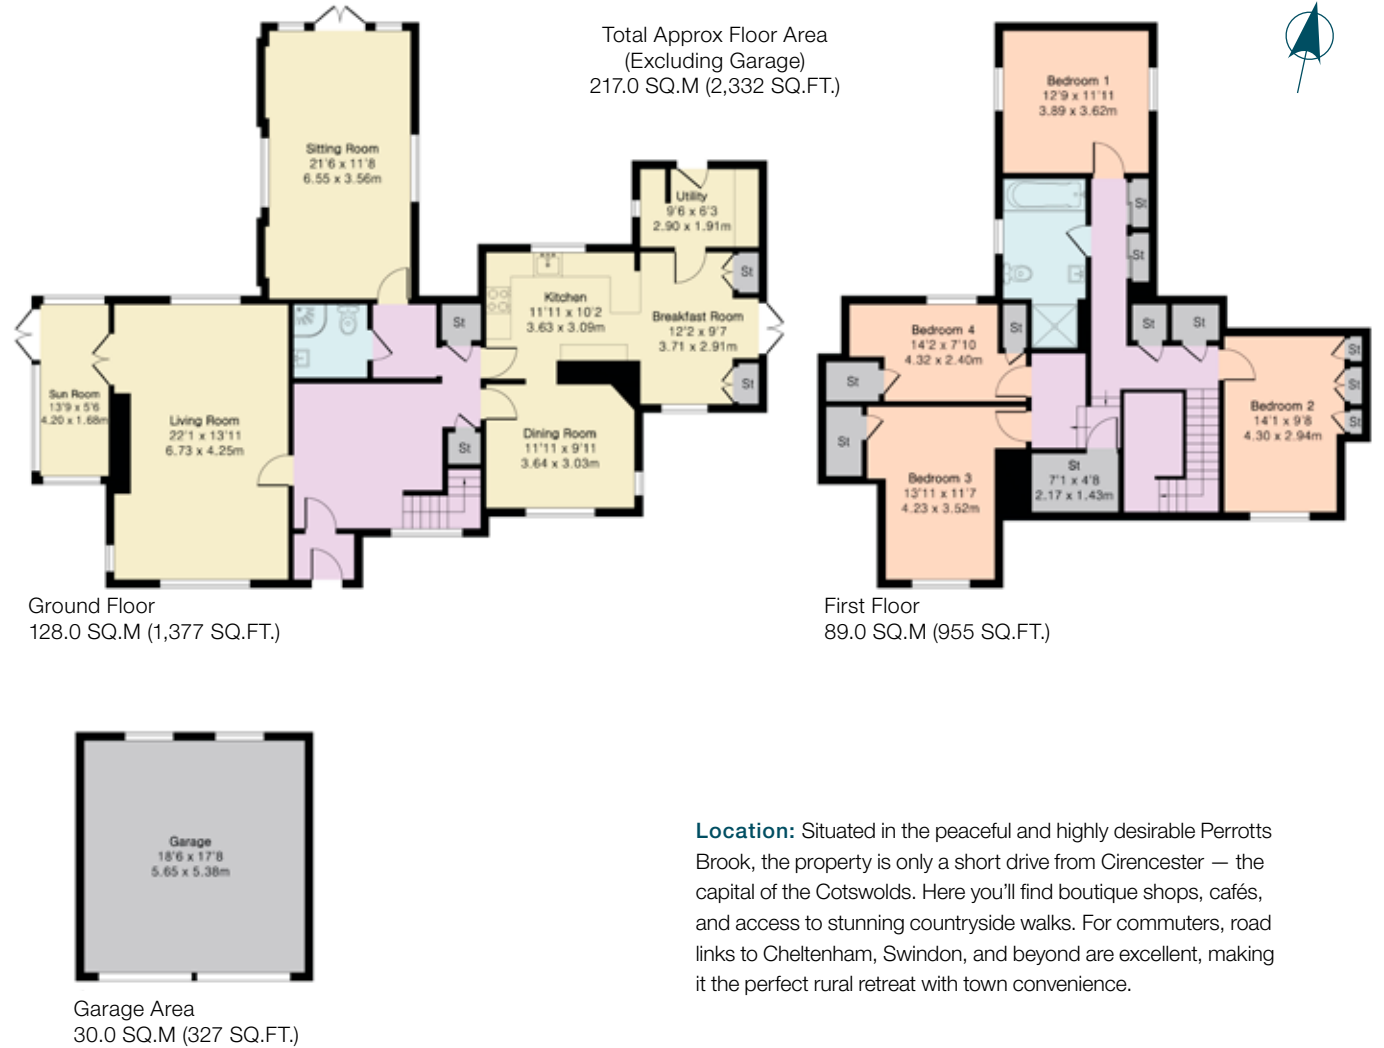 Total Approx Floor Area
(Excluding Garage)
217.0 SQ.M (2,332 SQ.FT.)
Sitting Room
21'6 x 11'8
6.55 x 3.56m
Utility
9'6 x 6'3
2.90 x 1.91m
St
Kitchen
11'11 x 10'2
3.63 x 3.09m
Breakfast Room
12'2 x 9'7
3.71 x 2.91m
St
St
Sun Room
13'9 x 5'6
4.20 x 1.68m
Living Room
22'1 x 13'11
6.73 x 4.25m
Dining Room
11'11 x 9'11
3.64 x 3.03m
St
Ground Floor
128.0 SQ.M (1,377 SQ.FT.)
Bedroom 1
12'9 x 11'11
3.89 x 3.62m
St
St
Bedroom 4
14'2 x 7'10
4.32 x 2.40m
St
St
St
St
St
St
St
Bedroom 2
14'1 x 9'8
4.30 x 2.94m
St
St
Bedroom 3
13'11 x 11'7
4.23 x 3.52m
St
7'1 x 4'8
2.17 x 1.43m
First Floor
89.0 SQ.M (955 SQ.FT.)
Garage
18'6 x 17'8
5.65 x 5.38m
Garage Area
30.0 SQ.M (327 SQ.FT.)
Location: Situated in the peaceful and highly desirable Perrotts
Brook, the property is only a short drive from Cirencester — the
capital of the Cotswolds. Here you'll find boutique shops, cafés,
and access to stunning countryside walks. For commuters, road
links to Cheltenham, Swindon, and beyond are excellent, making
it the perfect rural retreat with town convenience.